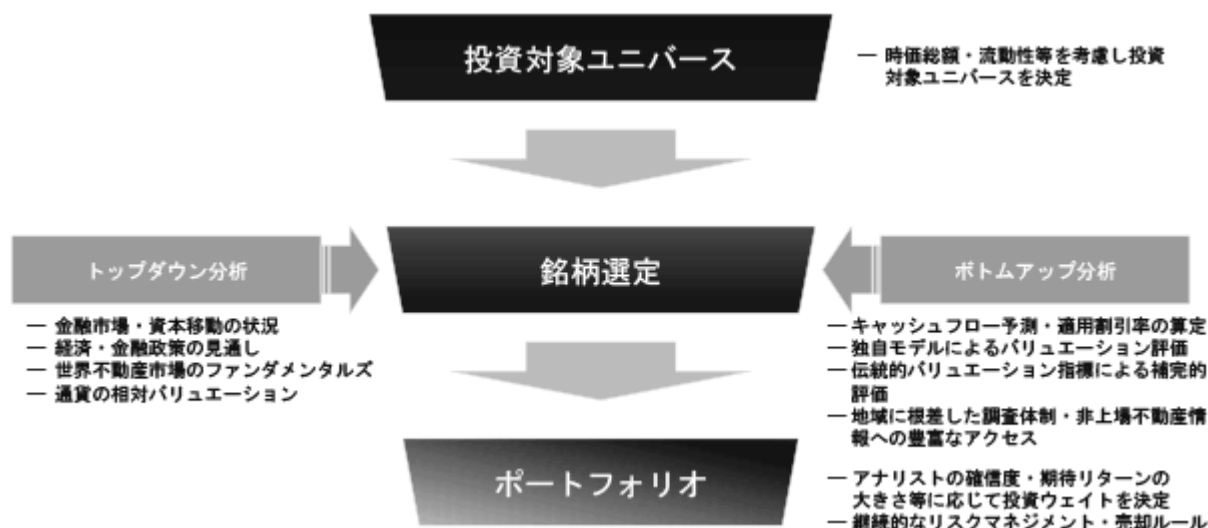 投資対象ユニバース
― 時価総額・流動性等を考慮し投資
対象ユニバースを決定
トップダウン分析
銘柄選定
ボトムアップ分析
― 金融市場・資本移動の状況
― 経済・金融政策の見通し
― 世界不動産市場のファンダメンタルズ
― 通貨の相対バリュエーション
― キャッシュフロー予測・適用割引率の算定
― 独自モデルによるバリュエーション評価
― 伝統的バリュエーション指標による補完的
評価
― 地域に根差した調査体制・非上場不動産情
報への豊富なアクセス
ポートフォリオ
― アナリストの確信度・期待リターンの
大きさ等に応じて投資ウェイトを決定
― 継続的なリスクマネジメント・売却ルール